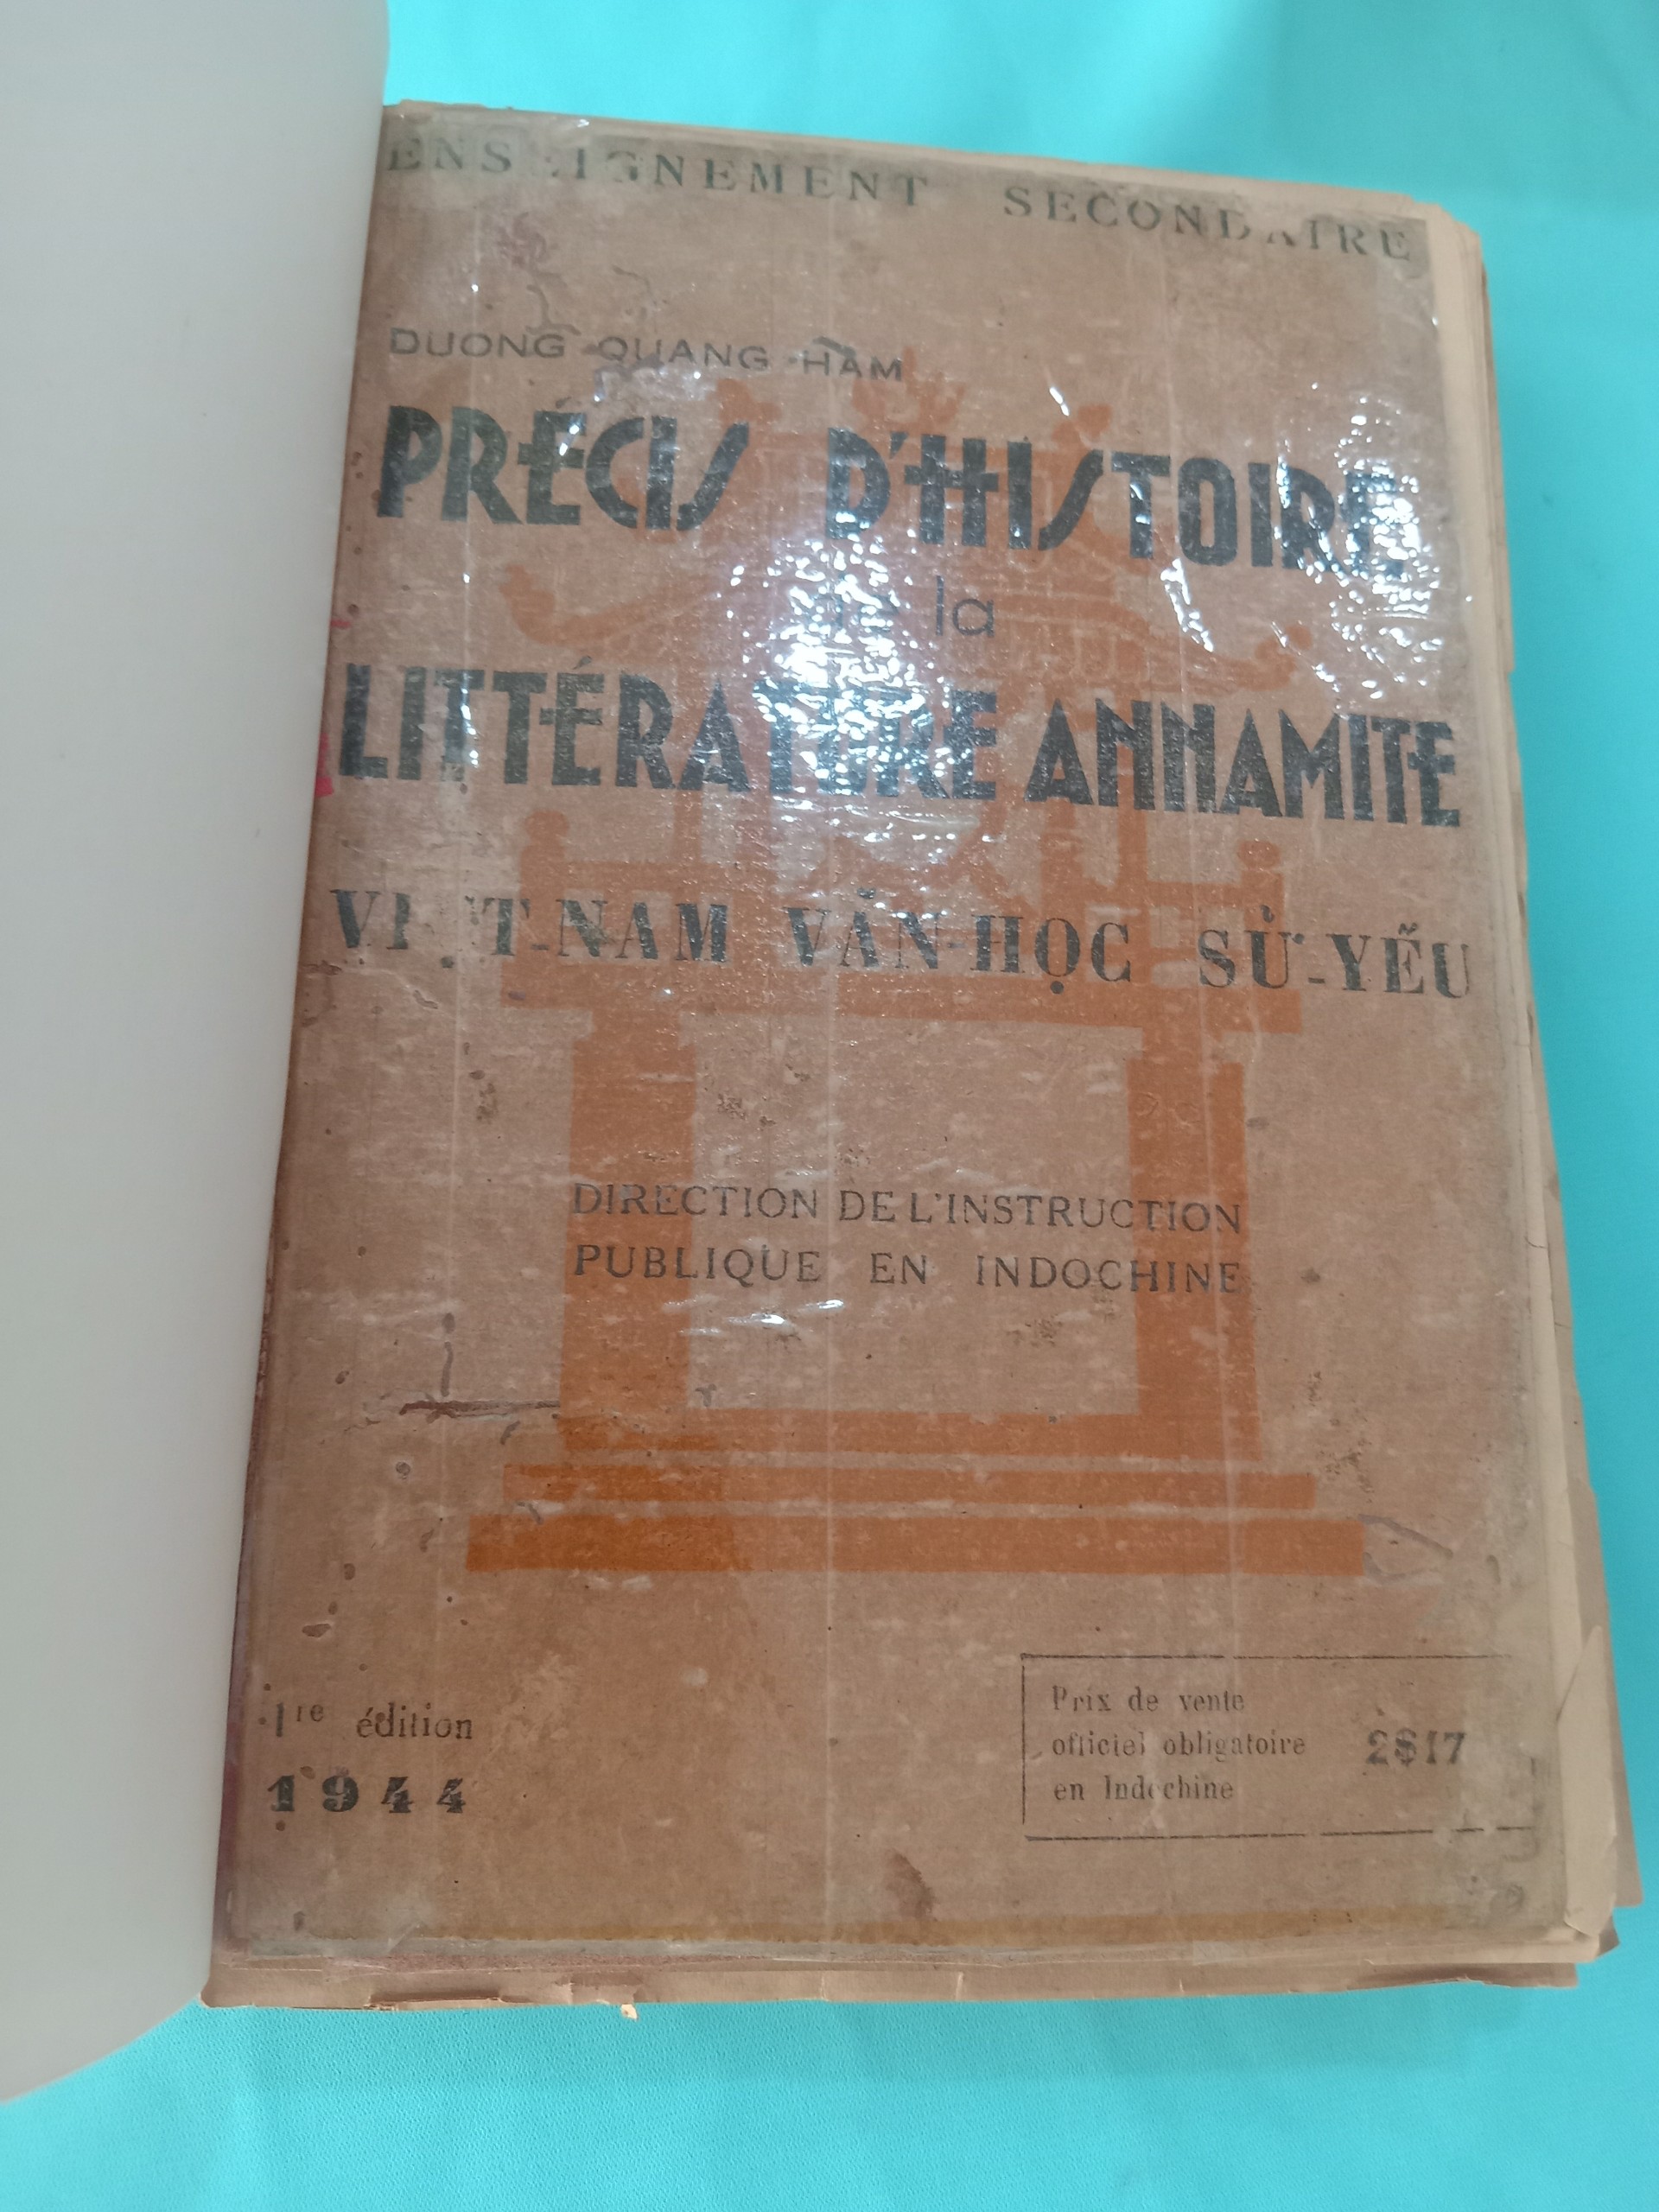 ENSEIGNEMENT SECONDAIRE
DUONG-QUANG-HAM
PRÉCIS D'HISTOIRE
de la
LITTÉRATURE ANNAMITE
VIỆT-NAM VĂN-HỌC SỬ-YẾU
DIRECTION DE L'INSTRUCTION
PUBLIQUE EN INDOCHINE
1re édition
1944
Prix de vente
officiel obligatoire 2$17
en Indochine